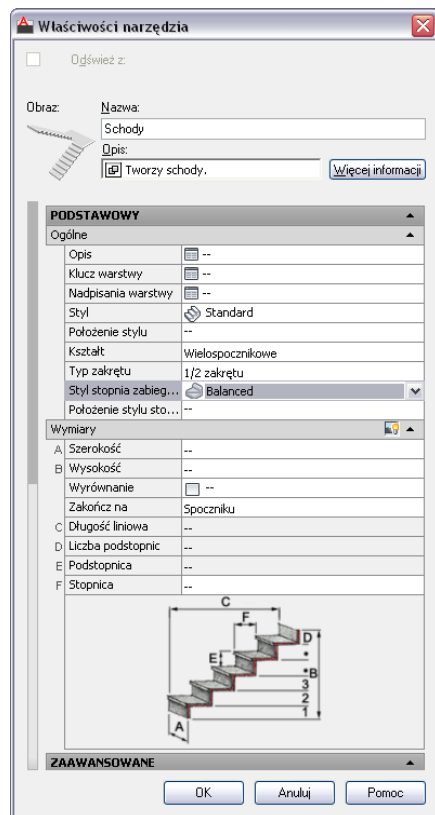 Właściwości narzędzia
Odśwież z:
Obraz:
Nazwa:
Schody
Opis:
Tworzy schody.
Więcej informacji
PODSTAWOWY
Ogólne
Opis --
Klucz warstwy --
Nadpisania warstwy --
Styl Standard
Położenie stylu --
Kształt Wielospocznikowe
Typ zakrętu 1/2 zakrętu
Styl stopnia zabieg... Balanced
Położenie stylu sto... --
Wymiary
A Szerokość --
B Wysokość --
Wyrównanie --
Zakończ na Spoczniku
C Długość liniowa --
D Liczba podstopnic --
E Podstopnica --
F Stopnica --
C
F
D
E *
*B
3
2
A 1
ZAAWANSOWANE
OK Anuluj Pomoc